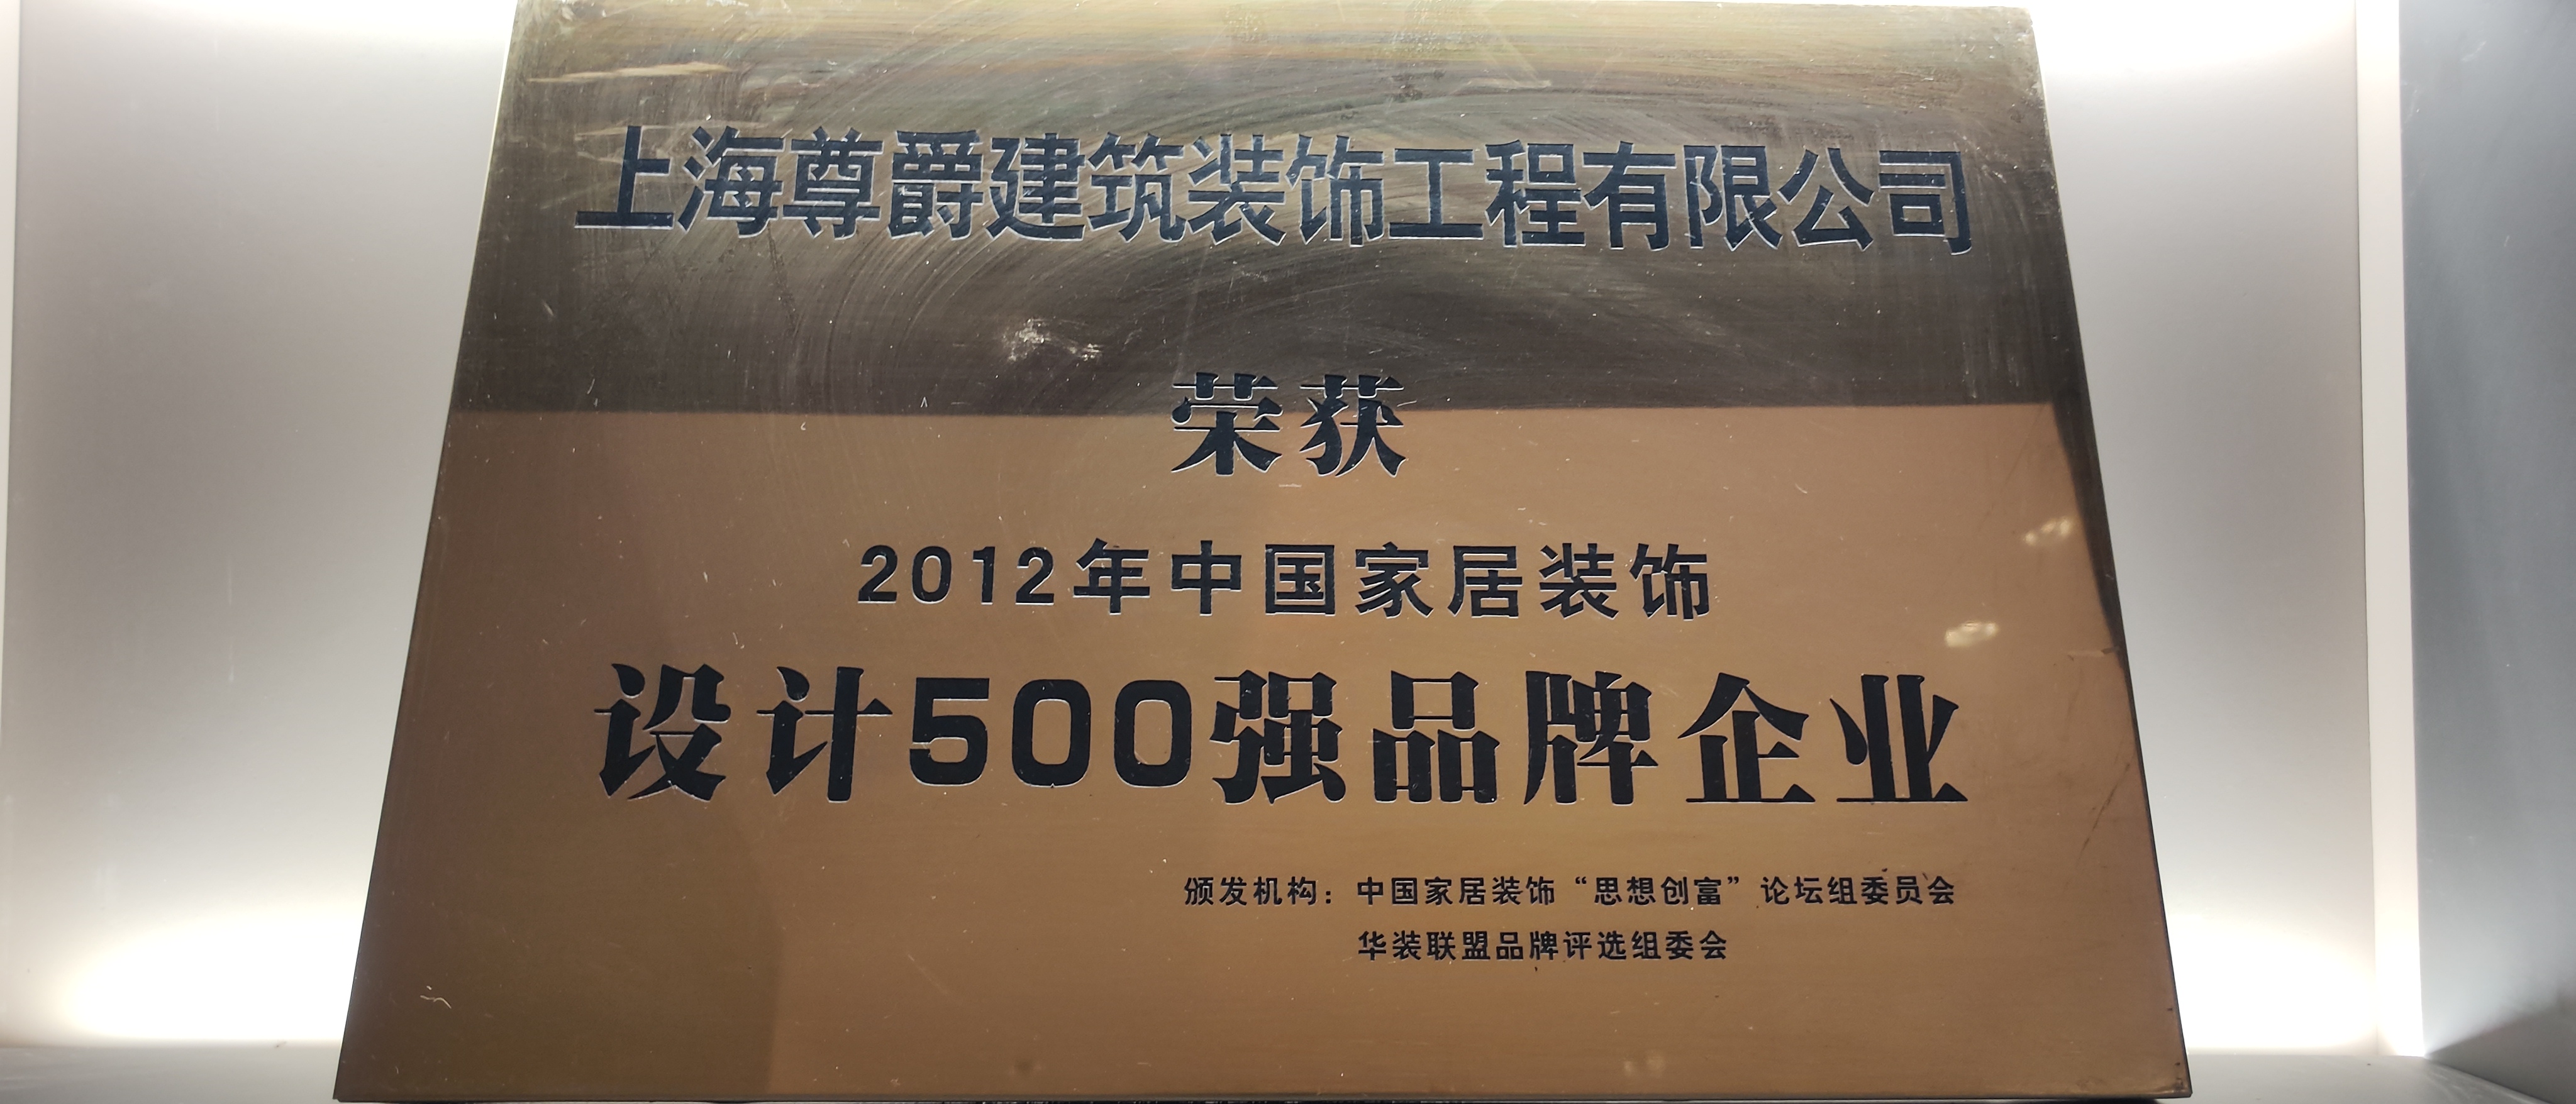 上海尊爵建筑装饰工程有限公司
荣获
2012年中国家居装饰
设计500强品牌企业
颁发机构：中国家居装饰“思想创富”论坛组委员会
华装联盟品牌评选组委会